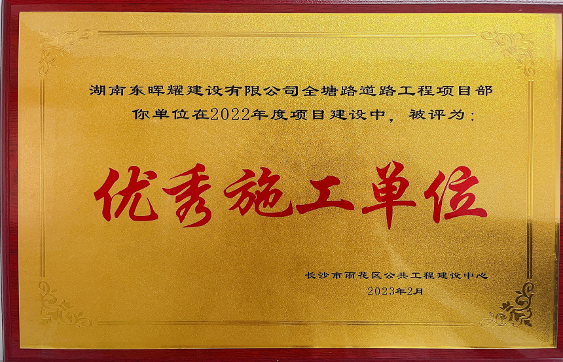 湖南东晖耀建设有限公司全塘路道路工程项目部
你单位在2022年度项目建设中，被评为：
优秀施工单位
长沙市雨花区公共工程建设中心
2023年2月